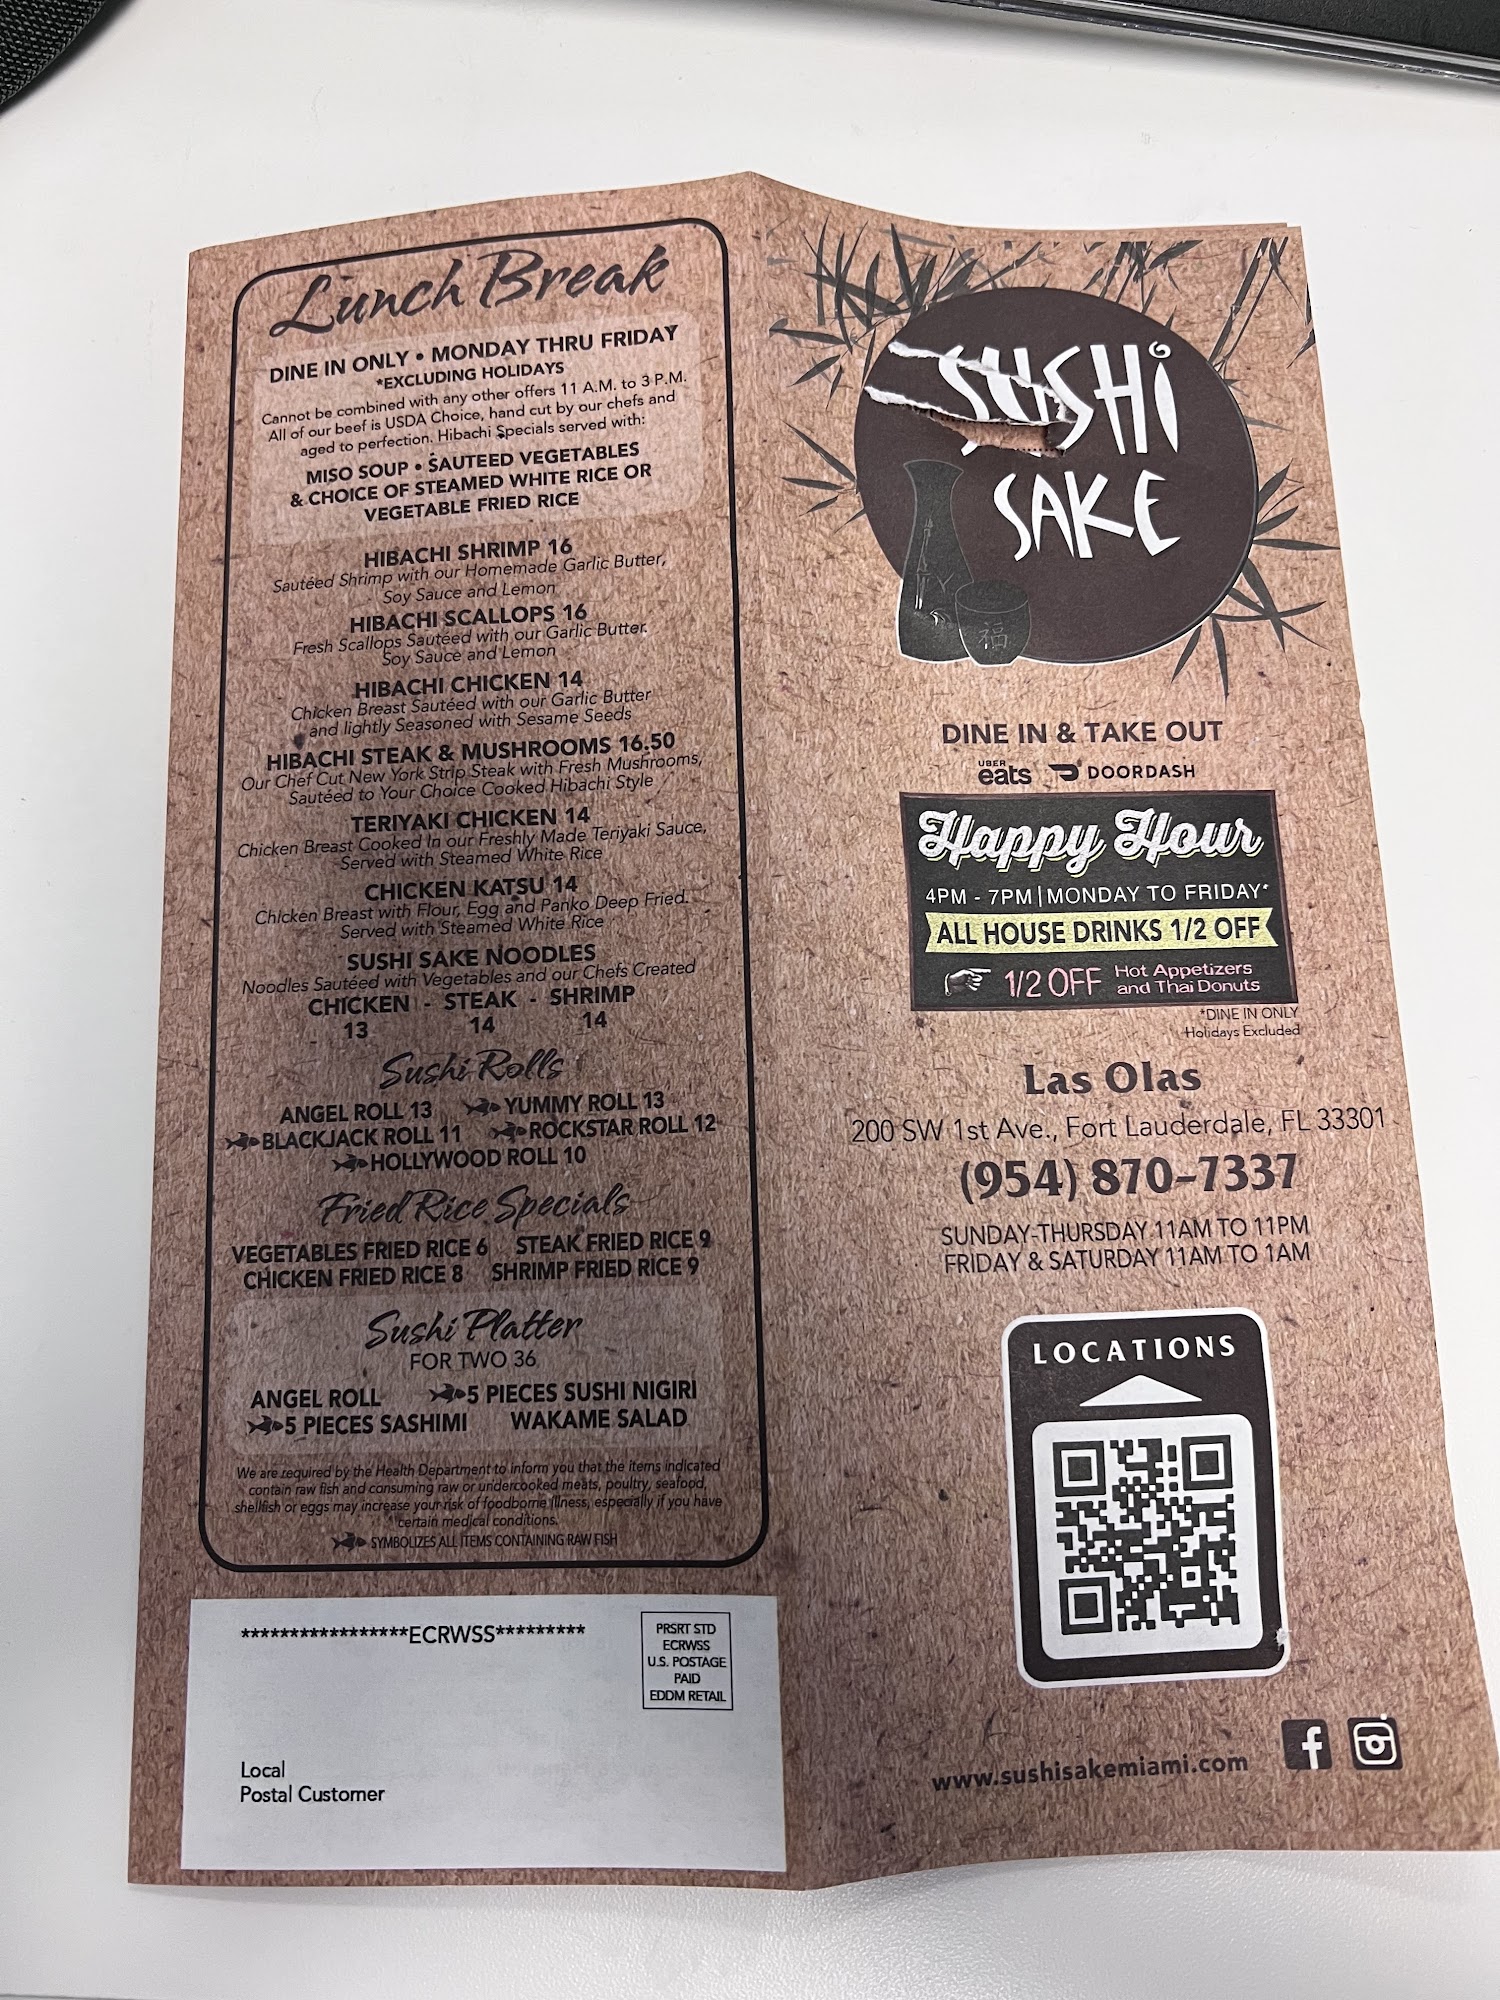 Lunch Break
DINE IN ONLY • MONDAY THRU FRIDAY
*EXCLUDING HOLIDAYS
Cannot be combined with any other offers 11 A.M. to 3 P.M.
All of our beef is USDA Choice, hand cut by our chefs and
aged to perfection. Hibachi Specials served with:
MISO SOUP • SAUTEED VEGETABLES
& CHOICE OF STEAMED WHITE RICE OR
VEGETABLE FRIED RICE
HIBACHI SHRIMP 16
Sautéed Shrimp with our Homemade Garlic Butter,
Soy Sauce and Lemon
HIBACHI SCALLOPS 16
Fresh Scallops Sautéed with our Garlic Butter.
Soy Sauce and Lemon
HIBACHI CHICKEN 14
Chicken Breast Sautéed with our Garlic Butter
and lightly Seasoned with Sesame Seeds
HIBACHI STEAK & MUSHROOMS 16.50
Our Chef Cut New York Strip Steak with Fresh Mushrooms,
Sautéed to Your Choice Cooked Hibachi Style
TERIYAKI CHICKEN 14
Chicken Breast Cooked In our Freshly Made Teriyaki Sauce,
Served with Steamed White Rice
CHICKEN KATSU 14
Chicken Breast with Flour, Egg and Panko Deep Fried.
Served with Steamed White Rice
SUSHI SAKE NOODLES
Noodles Sautéed with Vegetables and our Chefs Created
CHICKEN - STEAK - SHRIMP
13 14 14
Sushi Rolls
ANGEL ROLL 13 YUMMY ROLL 13
BLACKJACK ROLL 11 ROCKSTAR ROLL 12
HOLLYWOOD ROLL 10
Fried Rice Specials
VEGETABLES FRIED RICE 6 STEAK FRIED RICE 9
CHICKEN FRIED RICE 8 SHRIMP FRIED RICE 9
Sushi Platter
FOR TWO 36
ANGEL ROLL 5 PIECES SUSHI NIGIRI
5 PIECES SASHIMI WAKAME SALAD
We are required by the Health Department to inform you that the items indicated
contain raw fish and consuming raw or undercooked meats, poultry, seafood,
shellfish or eggs may increase your risk of foodborne illness, especially if you have
certain medical conditions.
SYMBOLIZES ALL ITEMS CONTAINING RAW FISH
*****************ECRWSS*********
PRSRT STD
ECRWSS
U.S. POSTAGE
PAID
EDDM RETAIL
Local
Postal Customer
SUSHi
SAKE
福
DINE IN & TAKE OUT
UBER
eats DOORDASH
Happy Hour
4PM - 7PM | MONDAY TO FRIDAY*
ALL HOUSE DRINKS 1/2 OFF
1/2 OFF Hot Appetizers
and Thai Donuts
*DINE IN ONLY
Holidays Excluded
Las Olas
200 SW 1st Ave., Fort Lauderdale, FL 33301
(954) 870-7337
SUNDAY-THURSDAY 11AM TO 11PM
FRIDAY & SATURDAY 11AM TO 1AM
LOCATIONS
www.sushisakemiami.com